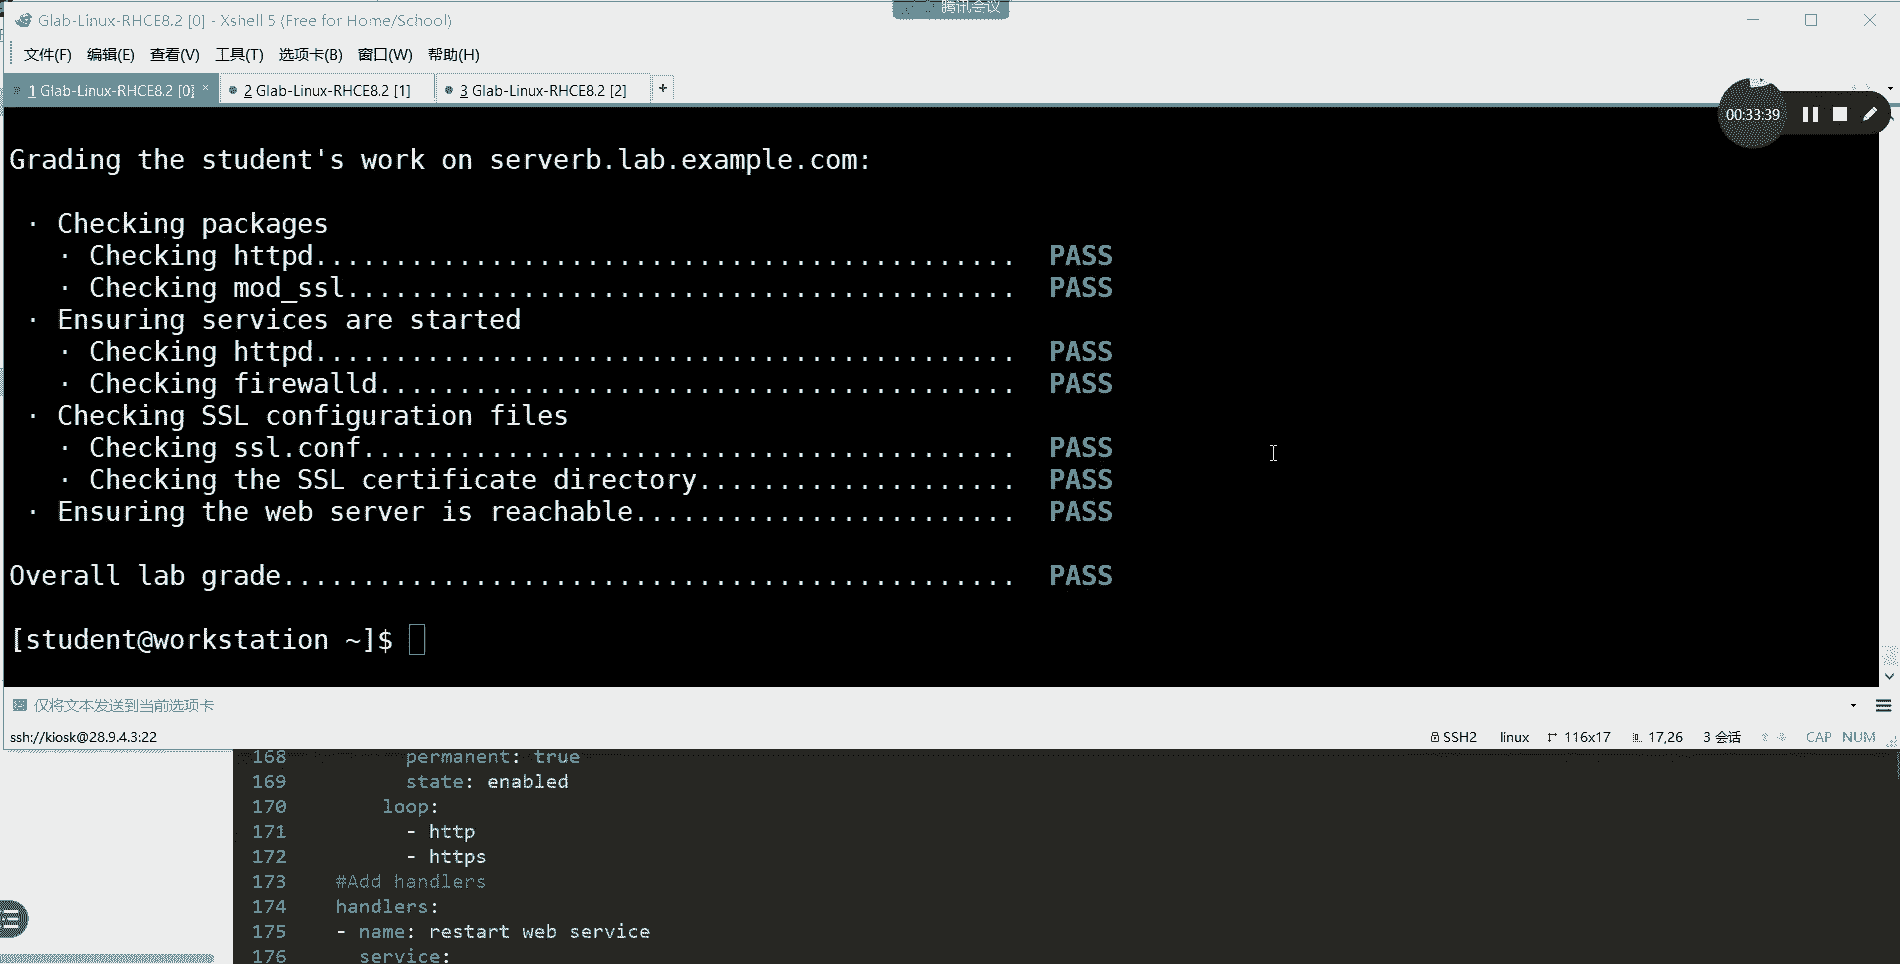 腾讯会议
Glab-Linux-RHCE8.2 [0] - Xshell 5 (Free for Home/School)
文件(F) 编辑(E) 查看(V) 工具(T) 选项卡(B) 窗口(W) 帮助(H)
1 Glab-Linux-RHCE8.2 [0] × 2 Glab-Linux-RHCE8.2 [1] 3 Glab-Linux-RHCE8.2 [2] +
00:33:39
Grading the student's work on serverb.lab.example.com:
· Checking packages
· Checking httpd............................................ PASS
· Checking mod_ssl.......................................... PASS
· Ensuring services are started
· Checking httpd............................................ PASS
· Checking firewalld........................................ PASS
· Checking SSL configuration files
· Checking ssl.conf......................................... PASS
· Checking the SSL certificate directory.................... PASS
· Ensuring the web server is reachable........................ PASS
Overall lab grade.............................................. PASS
[student@workstation ~]$
仅将文本发送到当前选项卡
ssh://kiosk@28.9.4.3:22 SSH2 linux 116x17 17,26 3 会话 CAP NUM
168 permanent: true
169 state: enabled
170 loop:
171 - http
172 - https
173 #Add handlers
174 handlers:
175 - name: restart web service
176 service: